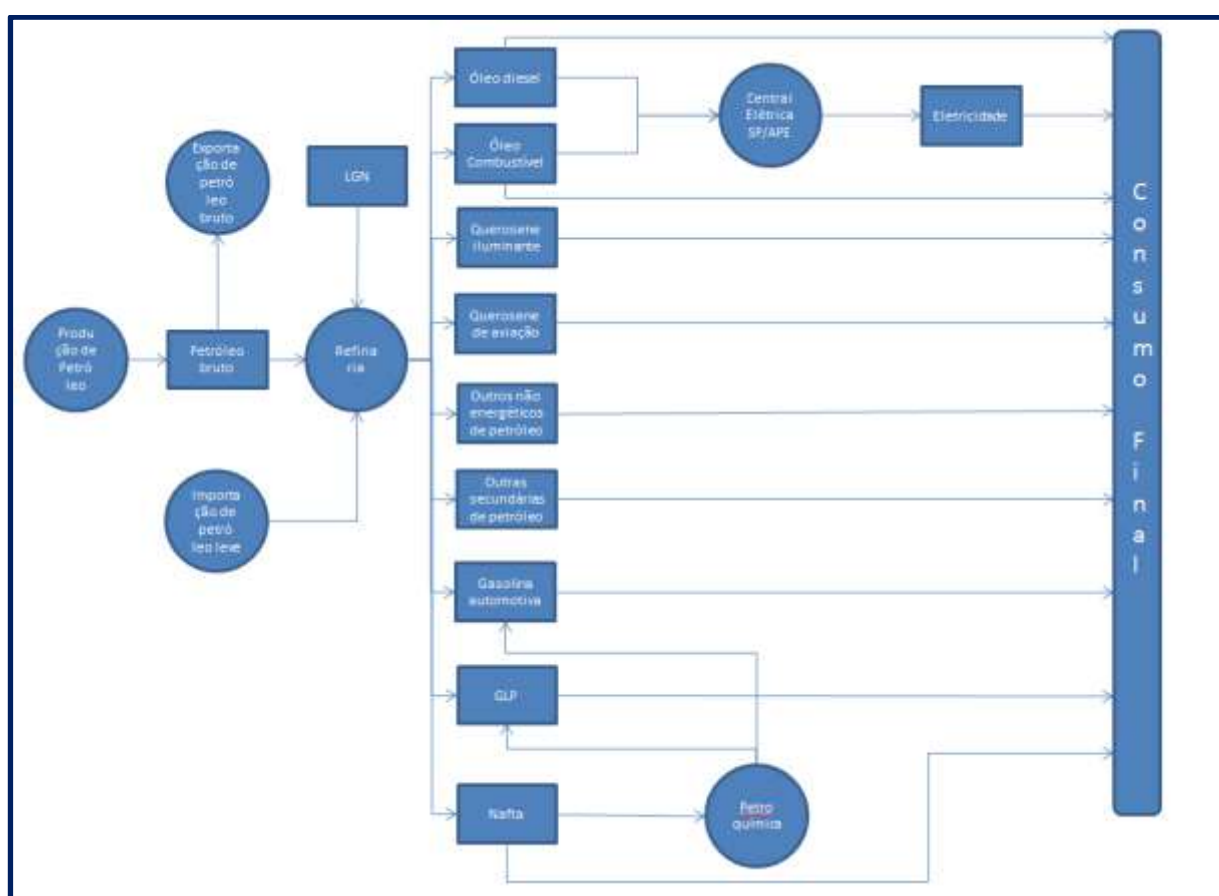 Óleo diesel
Central
Elétrica
SP/APE
Eletricidade
Exporta
ção de
petró
leo
bruto
LGN
Óleo
Combustível
Querosene
iluminante
Produ
ção de
Petró
leo
Petróleo
bruto
Refina
ria
Querosene
de aviação
Outros não
energéticos
de petróleo
Importa
ção de
petró
leo leve
Outras
secundárias
de petróleo
Gasolina
automotiva
GLP
Nafta
Petro
química
C
o
n
s
u
m
o
F
i
n
a
l